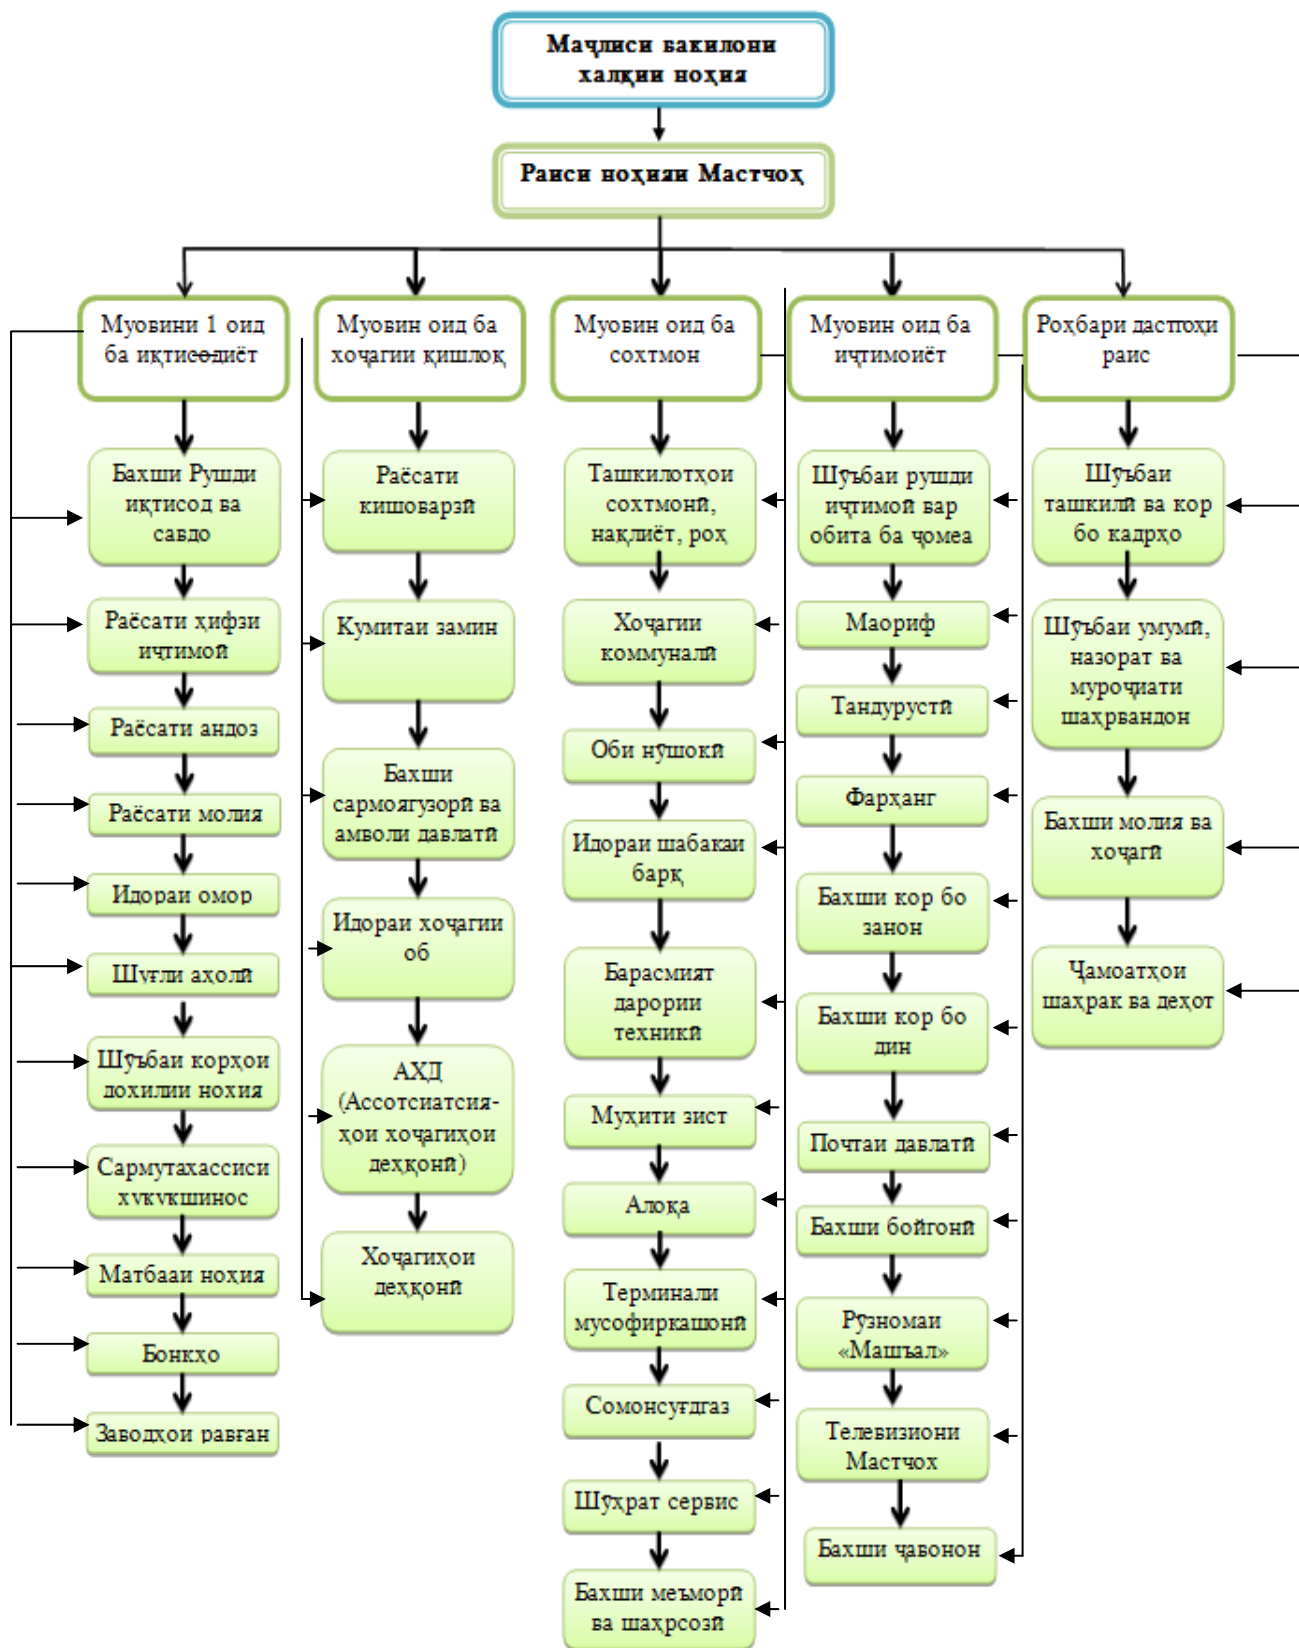 Маҷлиси вакилони
халқии ноҳия
Раиси ноҳияи Мастчоҳ
Муовини 1 оид
ба иқтисодиёт
Муовин оид ба
хоҷагии қишлоқ
Муовин оид ба
сохтмон
Муовин оид ба
иҷтимоиёт
Роҳбари дастгоҳи
раис
Бахши Рушди
иқтисод ва
савдо
Раёсати ҳифзи
иҷтимоӣ
Раёсати андоз
Раёсати молия
Идораи омор
Шуғли аҳолӣ
Шӯъбаи корҳои
дохилии ноҳия
Сармутахассиси
ҳуқуқшинос
Матбааи ноҳия
Бонкҳо
Заводҳои равған
Раёсати
кишоварзӣ
Кумитаи замин
Бахши
сармоягузорӣ ва
амволи давлатӣ
Идораи хоҷагии
об
АХД
(Ассотсиатсия-
ҳои хоҷагиҳои
деҳқонӣ)
Хоҷагиҳои
деҳқонӣ
Ташкилотҳои
сохтмонӣ,
нақлиёт, роҳ
Хоҷагии
коммуналӣ
Оби нӯшокӣ
Идораи шабакаи
барқ
Барасмият
дарории
техникӣ
Муҳити зист
Алоқа
Терминали
мусофиркашонӣ
Сомонсуғдгаз
Шӯҳрат сервис
Бахши меъморӣ
ва шаҳрсозӣ
Шӯъбаи рушди
иҷтимоӣ вар
обита ба ҷомеа
Маориф
Тандурустӣ
Фарҳанг
Бахши кор бо
занон
Бахши кор бо
дин
Почтаи давлатӣ
Бахши бойгонӣ
Рӯзномаи
«Машъал»
Телевизиони
Мастчох
Бахши ҷавонон
Шӯъбаи
ташкилӣ ва кор
бо кадрҳо
Шӯъбаи умумӣ,
назорат ва
муроҷиати
шаҳрвандон
Бахши молия ва
хоҷагӣ
Ҷамоатҳои
шаҳрак ва деҳот